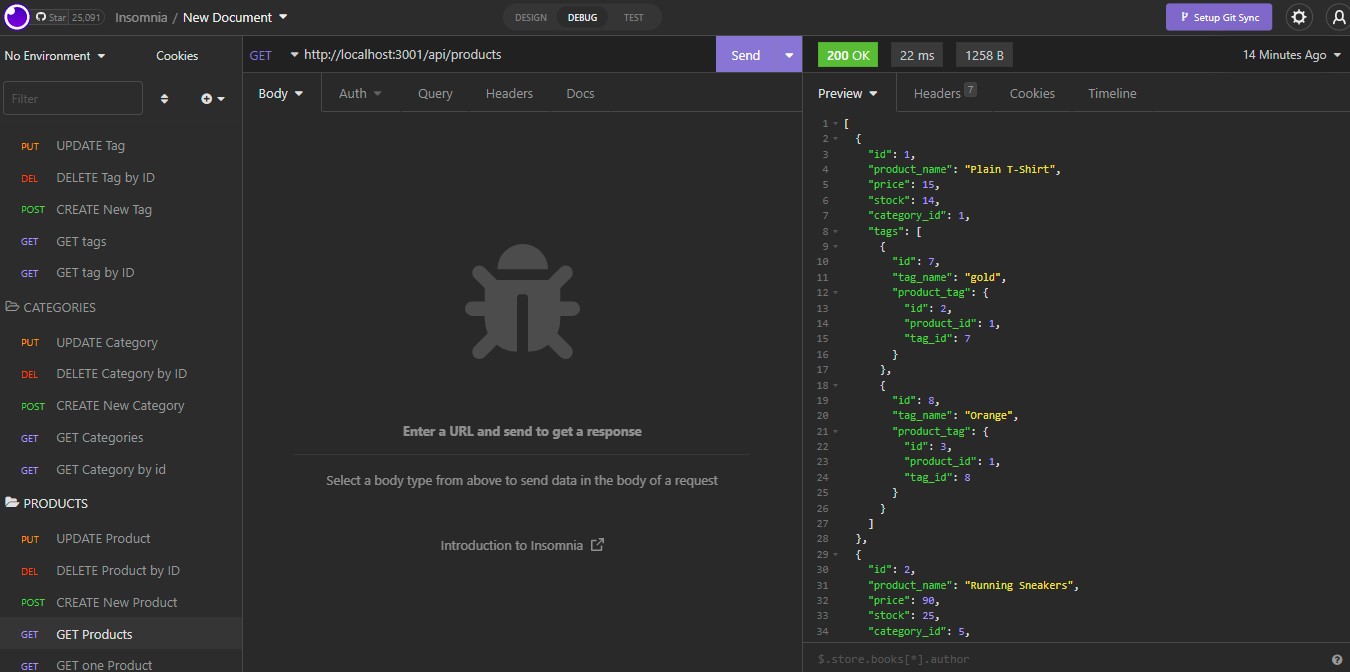 Star 25,091 Insomnia / New Document DESIGN DEBUG TEST Setup Git Sync
No Environment Cookies
Filter
PUT UPDATE Tag
DEL DELETE Tag by ID
POST CREATE New Tag
GET GET tags
GET GET tag by ID
CATEGORIES
PUT UPDATE Category
DEL DELETE Category by ID
POST CREATE New Category
GET GET Categories
GET GET Category by id
PRODUCTS
PUT UPDATE Product
DEL DELETE Product by ID
POST CREATE New Product
GET GET Products
GET GET one Product
GET http://localhost:3001/api/products Send
Body Auth Query Headers Docs
Enter a URL and send to get a response
Select a body type from above to send data in the body of a request
Introduction to Insomnia
200 OK 22 ms 1258 B 14 Minutes Ago
Preview Headers 7 Cookies Timeline
1 [
2 {
3 "id": 1,
4 "product_name": "Plain T-Shirt",
5 "price": 15,
6 "stock": 14,
7 "category_id": 1,
8 "tags": [
9 {
10 "id": 7,
11 "tag_name": "gold",
12 "product_tag": {
13 "id": 2,
14 "product_id": 1,
15 "tag_id": 7
16 }
17 },
18 {
19 "id": 8,
20 "tag_name": "Orange",
21 "product_tag": {
22 "id": 3,
23 "product_id": 1,
24 "tag_id": 8
25 }
26 }
27 ]
28 },
29 {
30 "id": 2,
31 "product_name": "Running Sneakers",
32 "price": 90,
33 "stock": 25,
34 "category_id": 5,
$.store.books[*].author